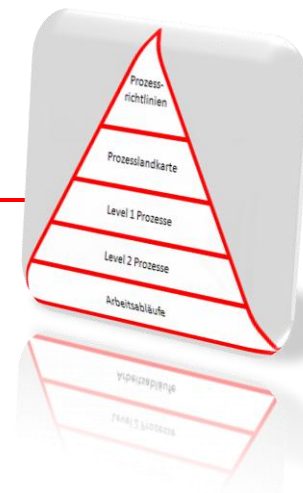 Prozess-
richtlinien
Prozesslandkarte
Level 1 Prozesse
Level 2 Prozesse
Arbeitsabläufe